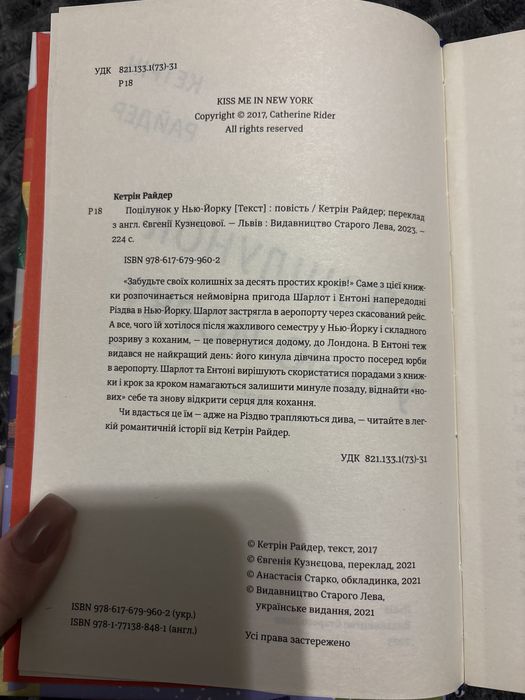 УДК 821.133.1(73)-31
Р18
KISS ME IN NEW YORK
Copyright © 2017, Catherine Rider
All rights reserved
Кетрін Райдер
Р18 Поцілунок у Нью-Йорку [Текст] : повість / Кетрін Райдер; переклад
з англ. Євгенії Кузнєцової. – Львів : Видавництво Старого Лева, 2023. –
224 с.
ISBN 978-617-679-960-2
«Забудьте своїх колишніх за десять простих кроків!» Саме з цієї книж-
ки розпочинається неймовірна пригода Шарлот і Ентоні напередодні
Різдва в Нью-Йорку. Шарлот застрягла в аеропорту через скасований рейс.
А все, чого їй хотілося після жахливого семестру у Нью-Йорку і складного
розриву з коханим, — це повернутися додому, до Лондона. В Ентоні теж
видався не найкращий день: його кинула дівчина просто посеред юрби
в аеропорту. Шарлот та Ентоні вирішують скористатися порадами з книж-
ки і крок за кроком намагаються залишити минуле позаду, віднайти «но-
вих» себе та знову відкрити серця для кохання.
Чи вдасться це їм – адже на Різдво трапляються дива, – читайте в лег-
кій романтичній історії від Кетрін Райдер.
УДК 821.133.1(73)-31
© Кетрін Райдер, текст, 2017
© Євгенія Кузнєцова, переклад, 2021
© Анастасія Старко, обкладинка, 2021
© Видавництво Старого Лева,
українське видання, 2021
ISBN 978-617-679-960-2 (укр.)
ISBN 978-1-77138-848-1 (англ.)
Усі права застережено